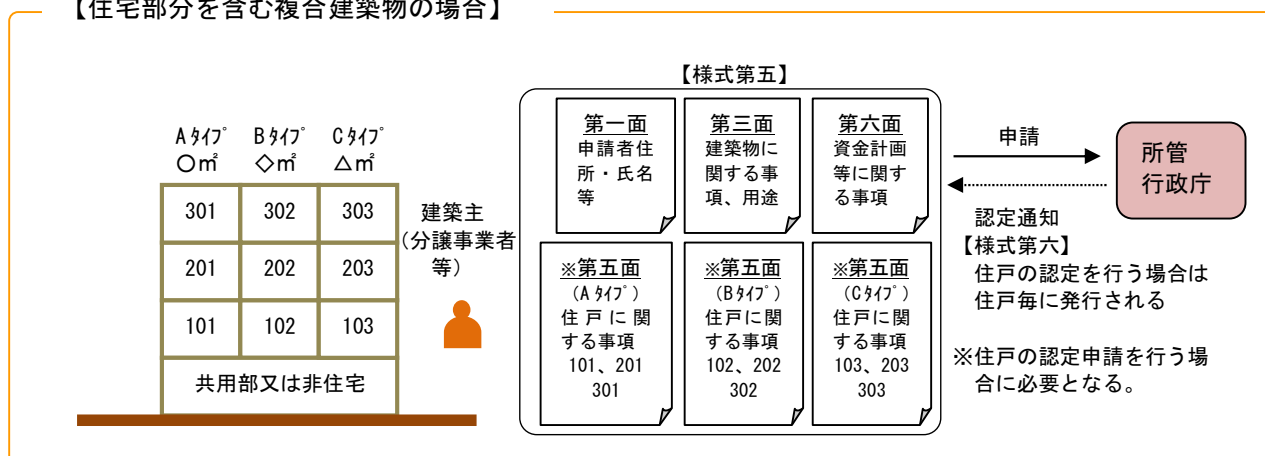 【住宅部分を含む複合建築物の場合】
【様式第五】
Aﾀｲﾌﾟ Bﾀｲﾌﾟ Cﾀｲﾌﾟ
○㎡ ◇㎡ △㎡
301 302 303
201 202 203
101 102 103
共用部又は非住宅
建築主
(分譲事業者
等)
第一面
申請者住
所・氏名
等
第三面
建築物に
関する事
項、用途
第六面
資金計画
等に関す
る事項
※第五面
(Aﾀｲﾌﾟ)
住戸に関
する事項
101、201
301
※第五面
(Bﾀｲﾌﾟ)
住戸に関
する事項
102、202
302
※第五面
(Cﾀｲﾌﾟ)
住戸に関
する事項
103、203
303
申請
所管
行政庁
認定通知
【様式第六】
住戸の認定を行う場合は
住戸毎に発行される
※住戸の認定申請を行う場
合に必要となる。